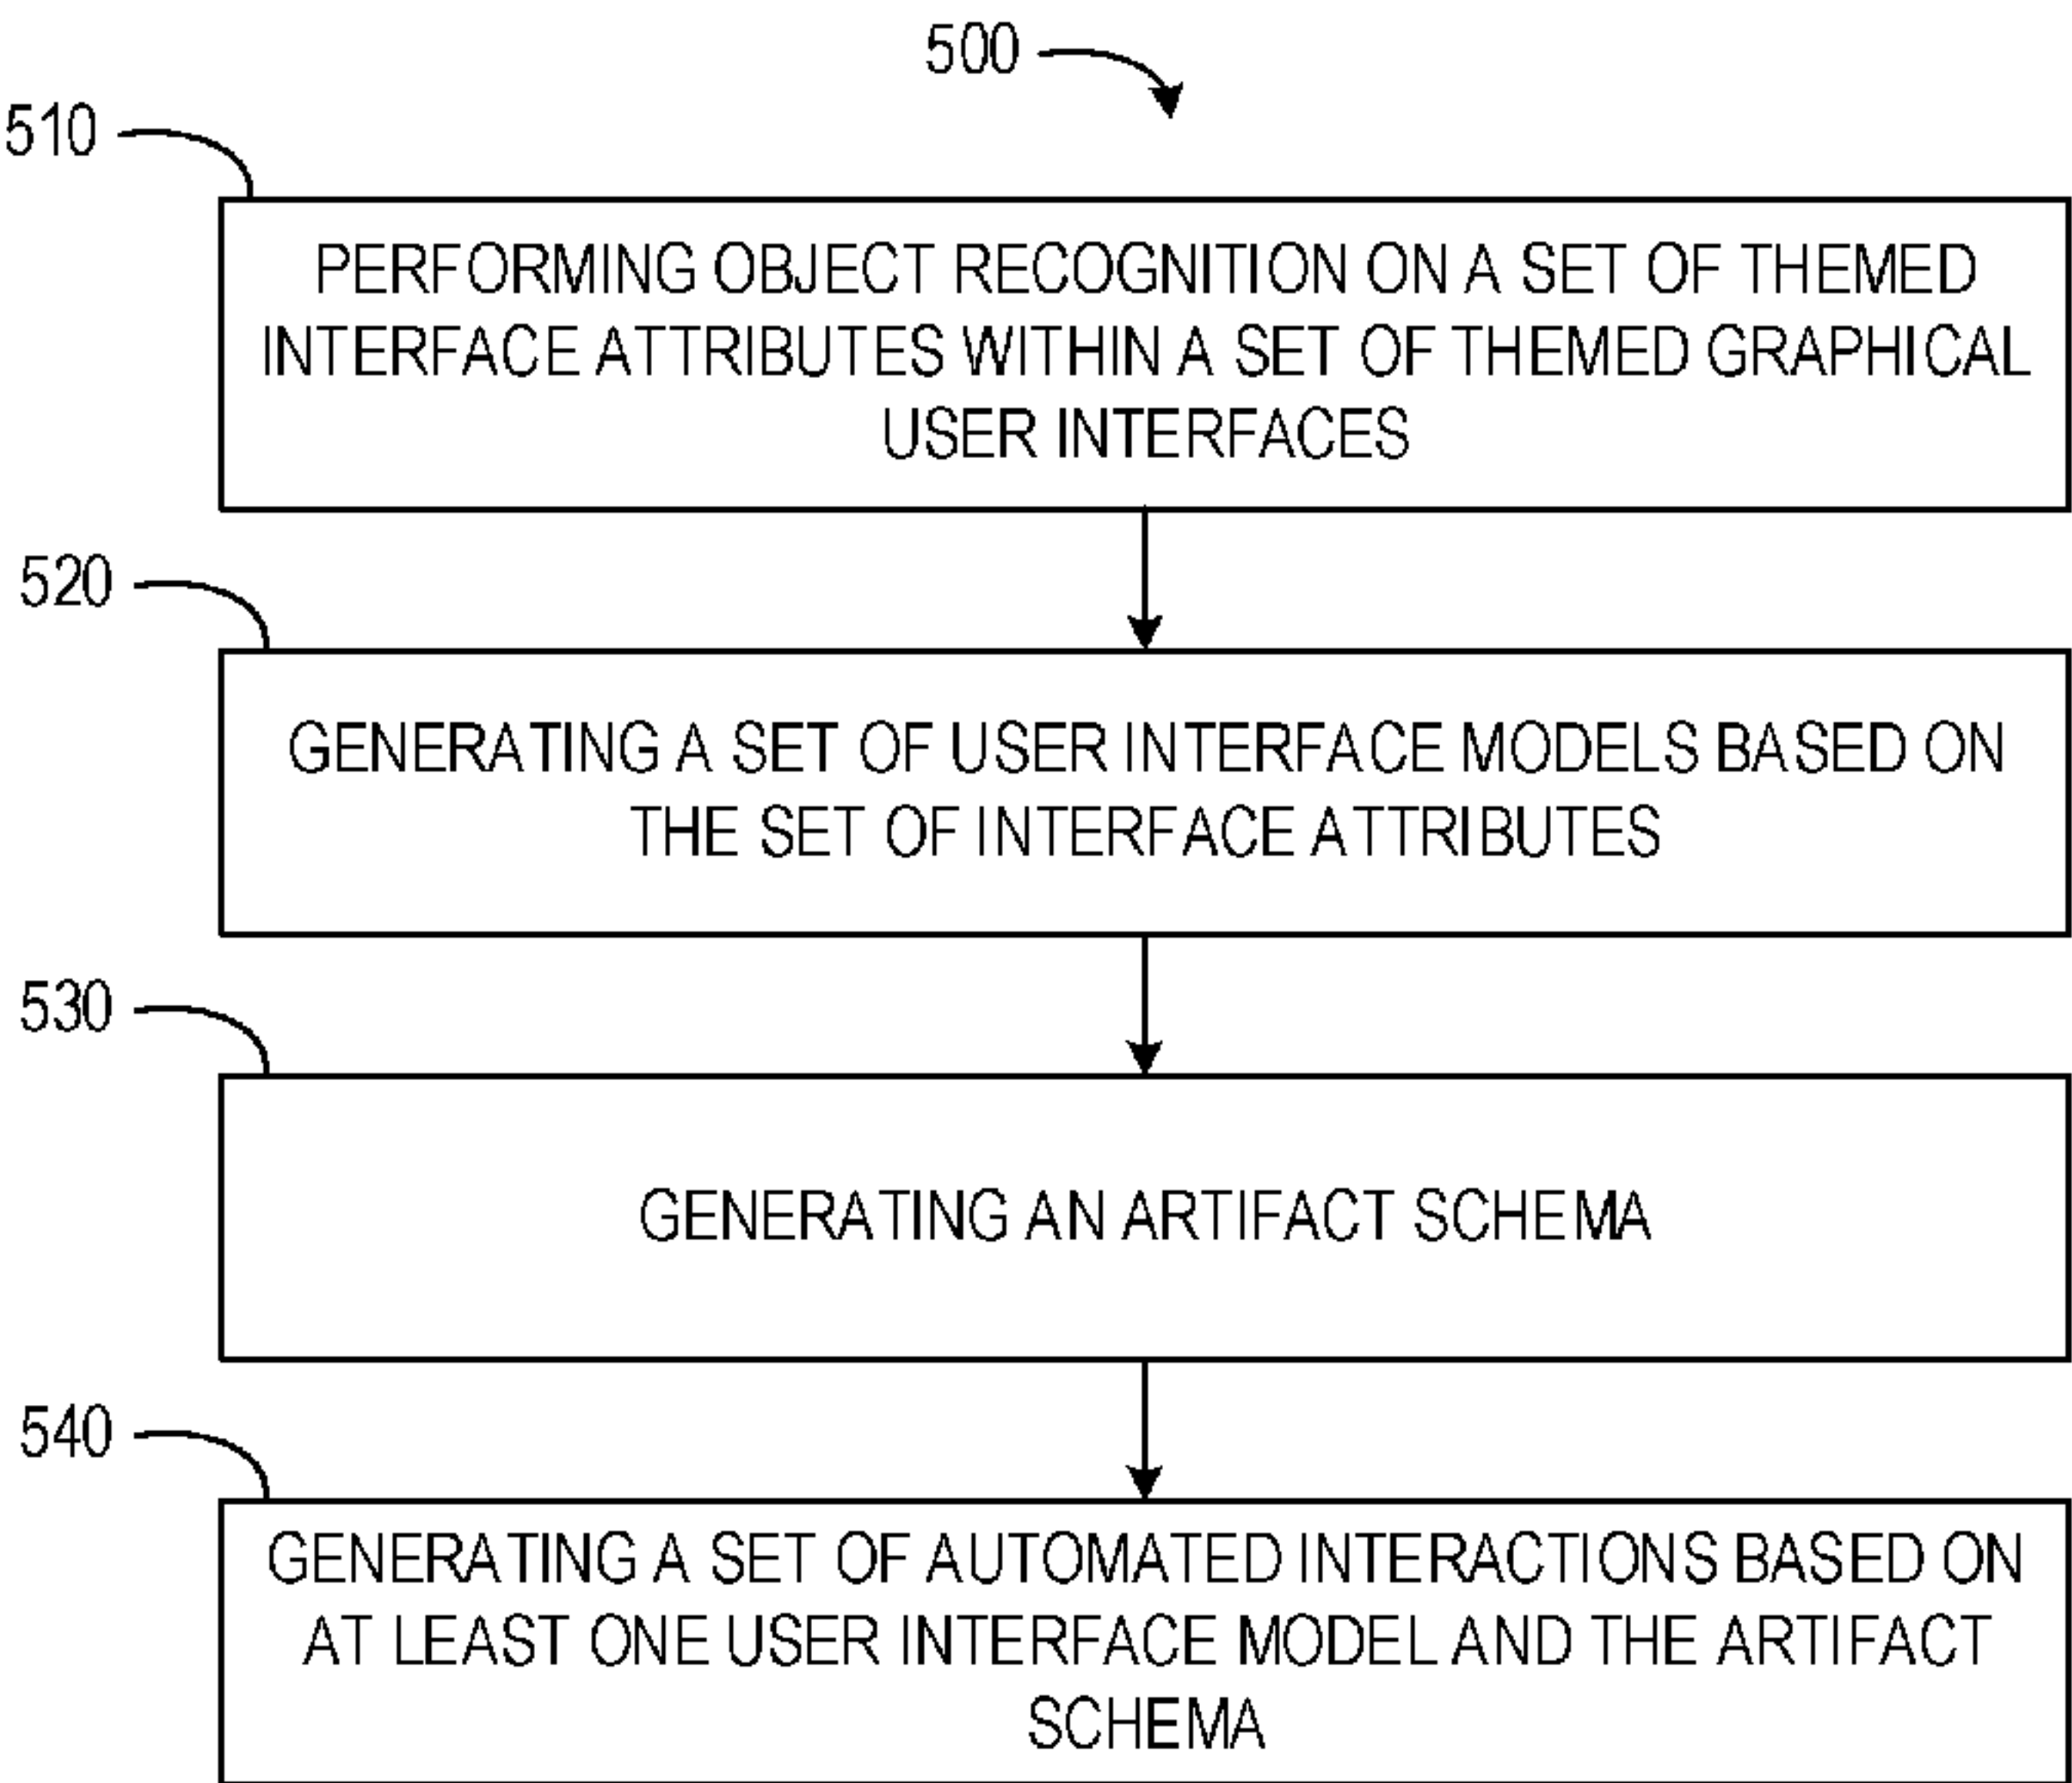 500
510
PERFORMING OBJECT RECOGNITION ON A SET OF THEMED
INTERFACE ATTRIBUTES WITHIN A SET OF THEMED GRAPHICAL
USER INTERFACES
520
GENERATING A SET OF USER INTERFACE MODELS BASED ON
THE SET OF INTERFACE ATTRIBUTES
530
GENERATING AN ARTIFACT SCHEMA
540
GENERATING A SET OF AUTOMATED INTERACTIONS BASED ON
AT LEAST ONE USER INTERFACE MODEL AND THE ARTIFACT
SCHEMA